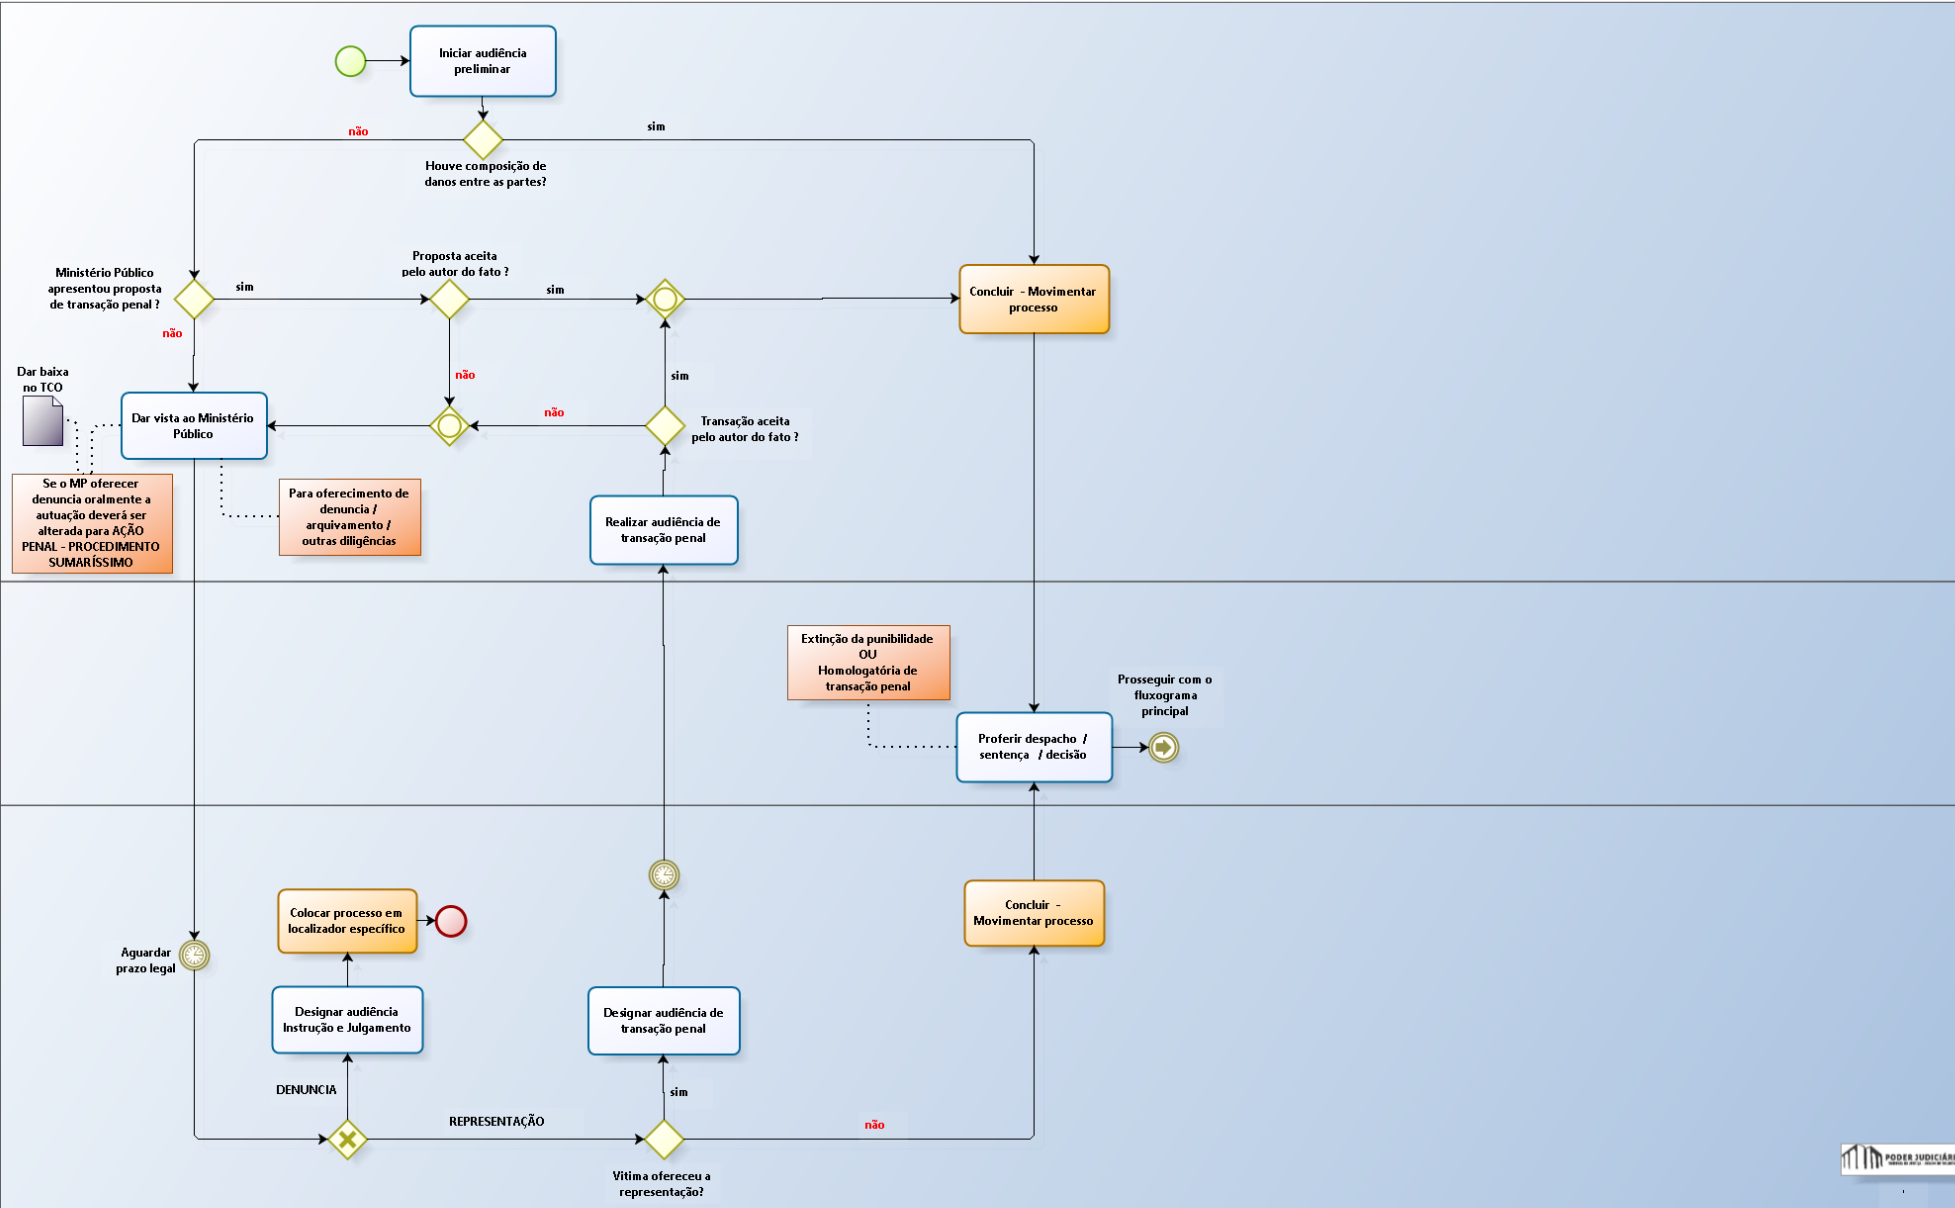 Iniciar audiência
preliminar
não
sim
Houve composição de
danos entre as partes?
Ministério Público
apresentou proposta
de transação penal ?
sim
Proposta aceita
pelo autor do fato ?
sim
Concluir - Movimentar
processo
não
não
sim
Dar baixa
no TCO
Dar vista ao Ministério
Público
não
Transação aceita
pelo autor do fato ?
Se o MP oferecer
denuncia oralmente a
autuação deverá ser
alterada para AÇÃO
PENAL - PROCEDIMENTO
SUMARÍSSIMO
Para oferecimento de
denuncia /
arquivamento /
outras diligências
Realizar audiência de
transação penal
Extinção da punibilidade
OU
Homologatória de
transação penal
Prosseguir com o
fluxograma
principal
Proferir despacho /
sentença / decisão
Colocar processo em
localizador específico
Concluir -
Movimentar processo
Aguardar
prazo legal
Designar audiência
Instrução e Julgamento
Designar audiência de
transação penal
DENUNCIA
sim
REPRESENTAÇÃO
não
Vitima ofereceu a
representação?
PODER JUDICIÁRI